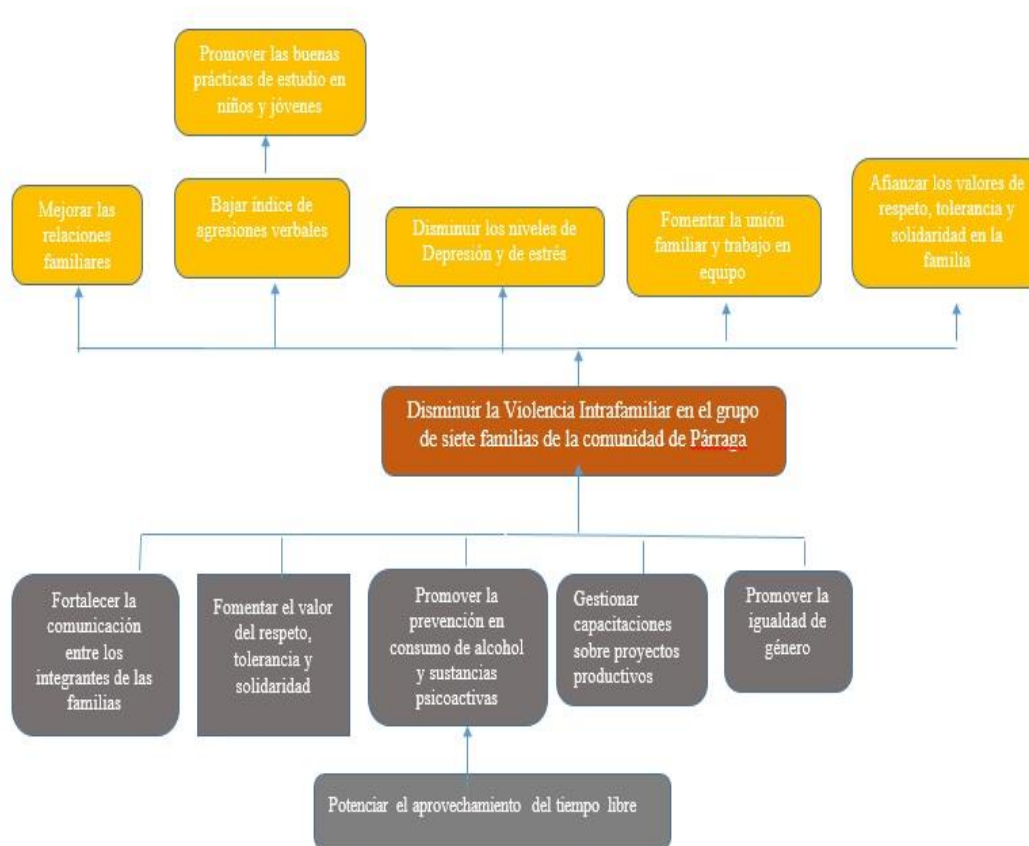 Promover las buenas
prácticas de estudio en
niños y jóvenes
Mejorar las
relaciones
familiares
Bajar índice de
agresiones verbales
Disminuir los niveles de
Depresión y de estrés
Fomentar la unión
familiar y trabajo en
equipo
Afianzar los valores de
respeto, tolerancia y
solidaridad en la
familia
Disminuir la Violencia Intrafamiliar en el grupo
de siete familias de la comunidad de Párraga
Fortalecer la
comunicación
entre los
integrantes de las
familias
Fomentar el valor
del respeto,
tolerancia y
solidaridad
Promover la
prevención en
consumo de alcohol
y sustancias
psicoactivas
Gestionar
capacitaciones
sobre proyectos
productivos
Promover la
igualdad de
género
Potenciar el aprovechamiento del tiempo libre